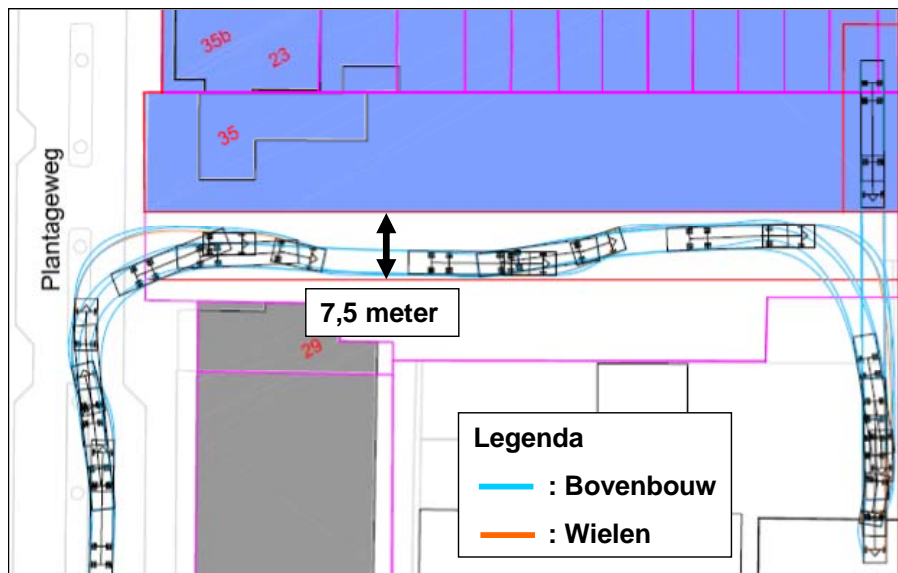 35b
23
35
Plantageweg
7,5 meter
29
Legenda
: Bovenbouw
: Wielen